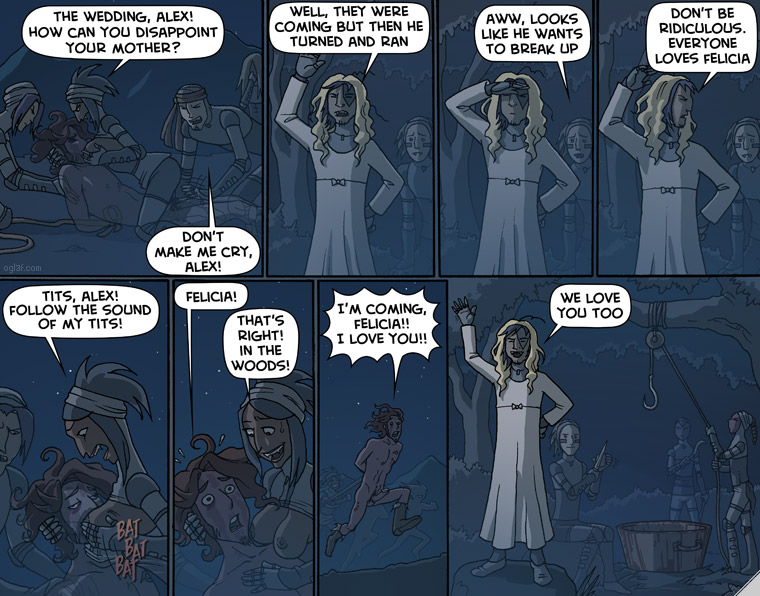 THE WEDDING, ALEX!
HOW CAN YOU DISAPPOINT
YOUR MOTHER?
DON'T
MAKE ME CRY,
ALEX!
oglaf.com
WELL, THEY WERE
COMING BUT THEN HE
TURNED AND RAN
AWW, LOOKS
LIKE HE WANTS
TO BREAK UP
DON'T BE
RIDICULOUS.
EVERYONE
LOVES FELICIA
TITS, ALEX!
FOLLOW THE SOUND
OF MY TITS!
BAT
BAT
BAT
FELICIA!
THAT'S
RIGHT!
IN THE
WOODS!
I'M COMING,
FELICIA!!
I LOVE YOU!!
WE LOVE
YOU TOO